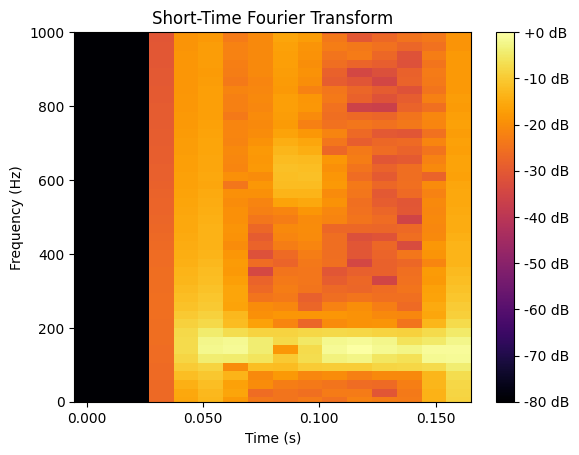 Short-Time Fourier Transform
1000
800
600
400
200
0
Frequency (Hz)
0.000
0.050
0.100
0.150
Time (s)
+0 dB
-10 dB
-20 dB
-30 dB
-40 dB
-50 dB
-60 dB
-70 dB
-80 dB